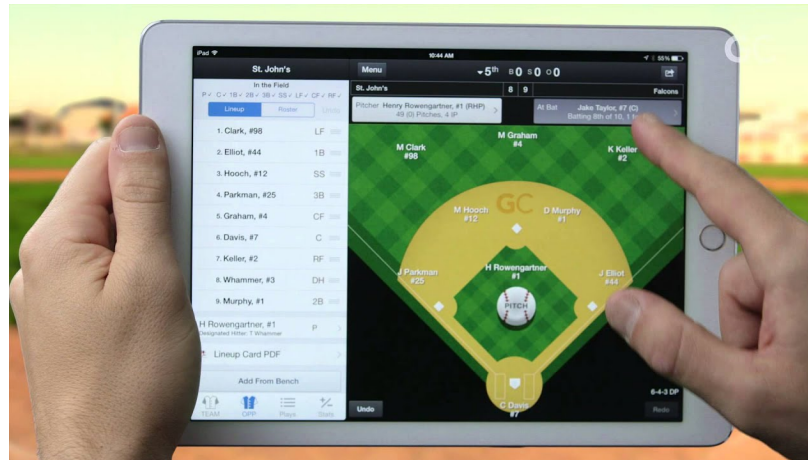 iPad
10:44 AM
55%
St. John's
Menu
5th B0 S0 O0
In the Field
P✓ C✓ 1B✓ 2B✓ 3B✓ SS✓ LF✓ CF✓ RF✓
Lineup Roster
St. John's 8 9 Falcons
Pitcher Henry Rowengartner, #1 (RHP)
49 (0) Pitches, 4 IP
At Bat Jake Taylor, #7 (C)
Batting 8th of 10, 1
1. Clark, #98 LF
2. Elliot, #44 1B
3. Hooch, #12 SS
4. Parkman, #25 3B
5. Graham, #4 CF
6. Davis, #7 C
7. Keller, #2 RF
8. Whammer, #3 DH
9. Murphy, #1 2B
H Rowengartner, #1 P
Designated Hitter: T Whammer
Lineup Card PDF
Add From Bench
TEAM OPP Plays Stats
M Graham
#4
M Clark
#98
K Keller
#2
GC
M Hooch
#12
D Murphy
#1
J Parkman
#25
H Rowengartner
#1
J Elliot
#44
PITCH
C Davis
#7
6-4-3 DP
Undo Redo